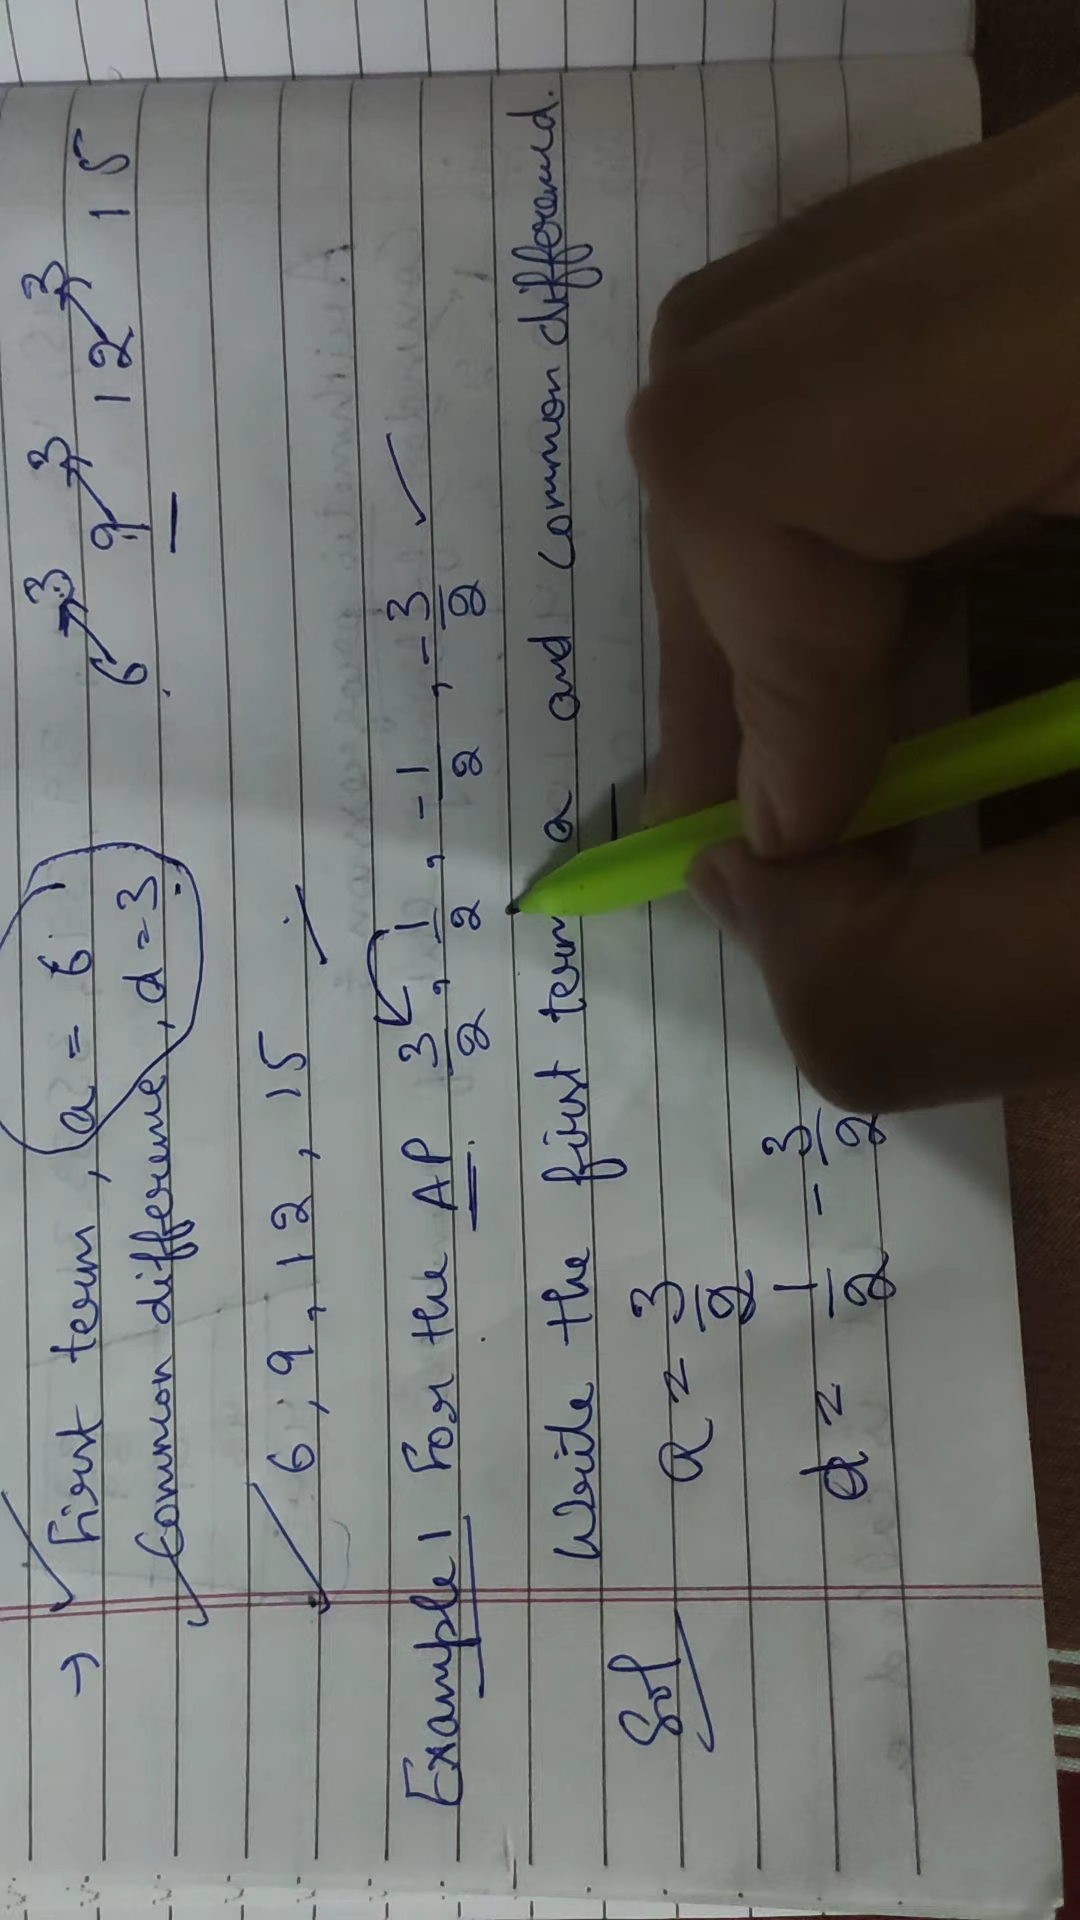 → First term, a = 6,
Common difference, d = 3
6 3 9 3 12 3 15
6, 9, 12, 15
Example 1 For the AP 3/2, 1/2, -1/2, -3/2
Write the first term a and Common difference.
Sol a = 3/2
d = 1/2 - 3/2